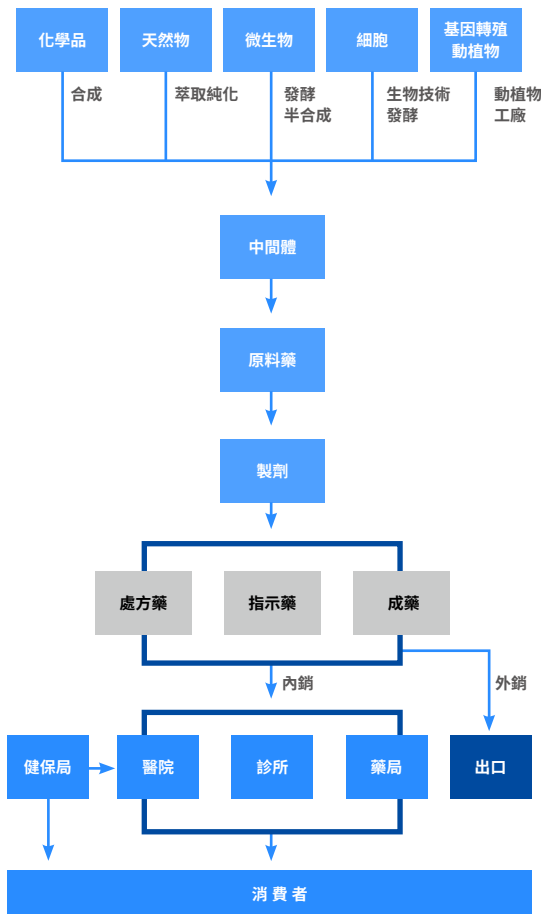 化學品
天然物
微生物
細胞
基因轉殖
動植物
合成
萃取純化
發酵
半合成
生物技術
發酵
動植物
工廠
中間體
原料藥
製劑
處方藥
指示藥
成藥
內銷
外銷
健保局
醫院
診所
藥局
出口
消費者